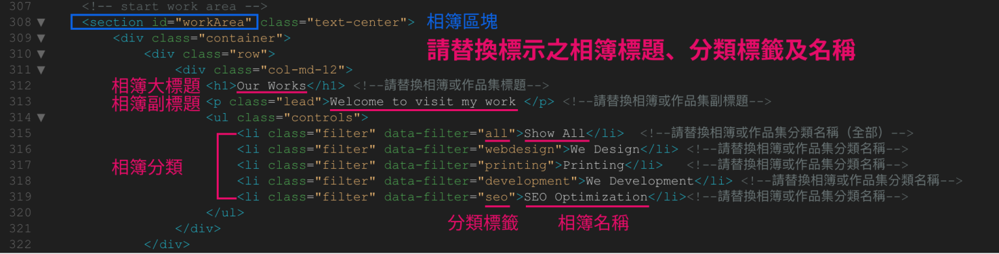 307 <!-- start work area -->
308 ▼ <section id="workArea" class="text-center"> 相簿區塊
309 ▼ <div class="container">
請替換標示之相簿標題、分類標籤及名稱
310 ▼ <div class="row">
311 ▼ <div class="col-md-12">
312 相簿大標題 <h1>Our Works</h1> <!--請替換相簿或作品集標題-->
313 相簿副標題 <p class="lead">Welcome to visit my work </p> <!--請替換相簿或作品集副標題-->
314 ▼ <ul class="controls">
315 <li class="filter" data-filter="all">Show All</li> <!--請替換相簿或作品集分類名稱（全部）-->
316 <li class="filter" data-filter="webdesign">We Design</li> <!--請替換相簿或作品集分類名稱-->
317 相簿分類 <li class="filter" data-filter="printing">Printing</li> <!--請替換相簿或作品集分類名稱-->
318 <li class="filter" data-filter="development">We Development</li> <!--請替換相簿或作品集分類名稱-->
319 <li class="filter" data-filter="seo">SEO Optimization</li><!--請替換相簿或作品集分類名稱-->
320 </ul>
分類標籤 相簿名稱
321 </div>
322 </div>